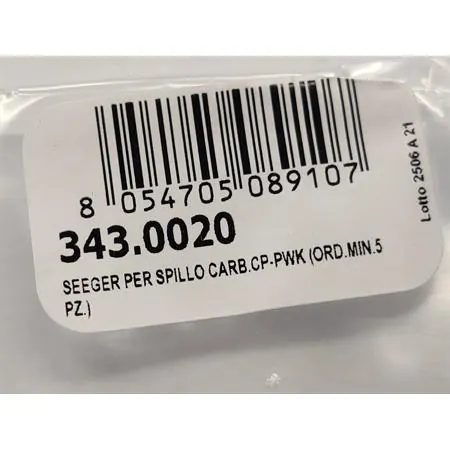 8 054705 089107
343.0020
SEEGER PER SPILLO CARB.CP-PWK (ORD.MIN.5
PZ.)
Lotto 2506 A 21